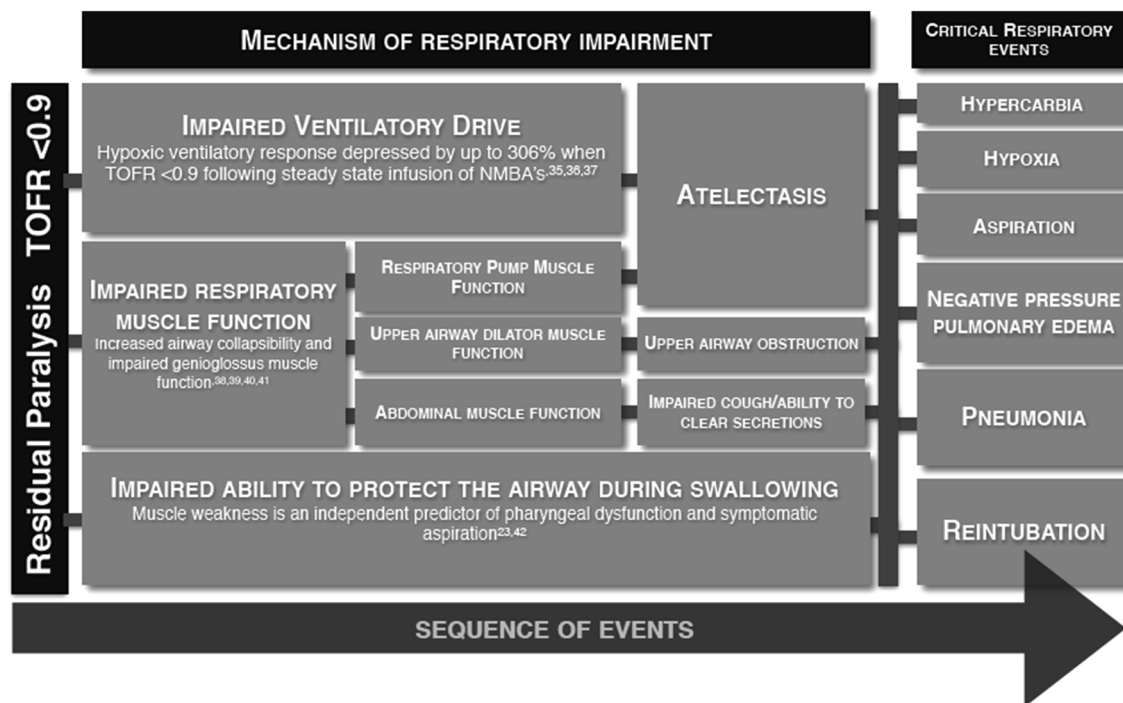 MECHANISM OF RESPIRATORY IMPAIRMENT
CRITICAL RESPIRATORY
EVENTS
Residual Paralysis TOFR <0.9
IMPAIRED VENTILATORY DRIVE
Hypoxic ventilatory response depressed by up to 306% when
TOFR <0.9 following steady state infusion of NMBA's.35,36,37
ATELECTASIS
IMPAIRED RESPIRATORY
MUSCLE FUNCTION
Increased airway collapsibility and
impaired genioglossus muscle
function.38,39,40,41
RESPIRATORY PUMP MUSCLE
FUNCTION
UPPER AIRWAY DILATOR MUSCLE
FUNCTION
UPPER AIRWAY OBSTRUCTION
ABDOMINAL MUSCLE FUNCTION
IMPAIRED COUGH/ABILITY TO
CLEAR SECRETIONS
IMPAIRED ABILITY TO PROTECT THE AIRWAY DURING SWALLOWING
Muscle weakness is an independent predictor of pharyngeal dysfunction and symptomatic
aspiration23,42
HYPERCARBIA
HYPOXIA
ASPIRATION
NEGATIVE PRESSURE
PULMONARY EDEMA
PNEUMONIA
REINTUBATION
SEQUENCE OF EVENTS